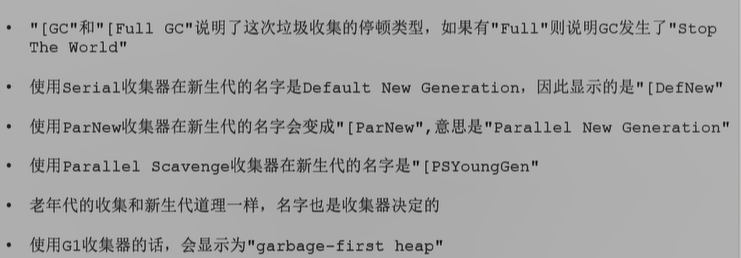 • "[GC"和"[Full GC"说明了这次垃圾收集的停顿类型，如果有"Full"则说明GC发生了"Stop
The World"
• 使用Serial收集器在新生代的名字是Default New Generation，因此显示的是"[DefNew"
• 使用ParNew收集器在新生代的名字会变成"[ParNew",意思是"Parallel New Generation"
• 使用Parallel Scavenge收集器在新生代的名字是"[PSYoungGen"
• 老年代的收集和新生代道理一样，名字也是收集器决定的
• 使用G1收集器的话，会显示为"garbage-first heap"